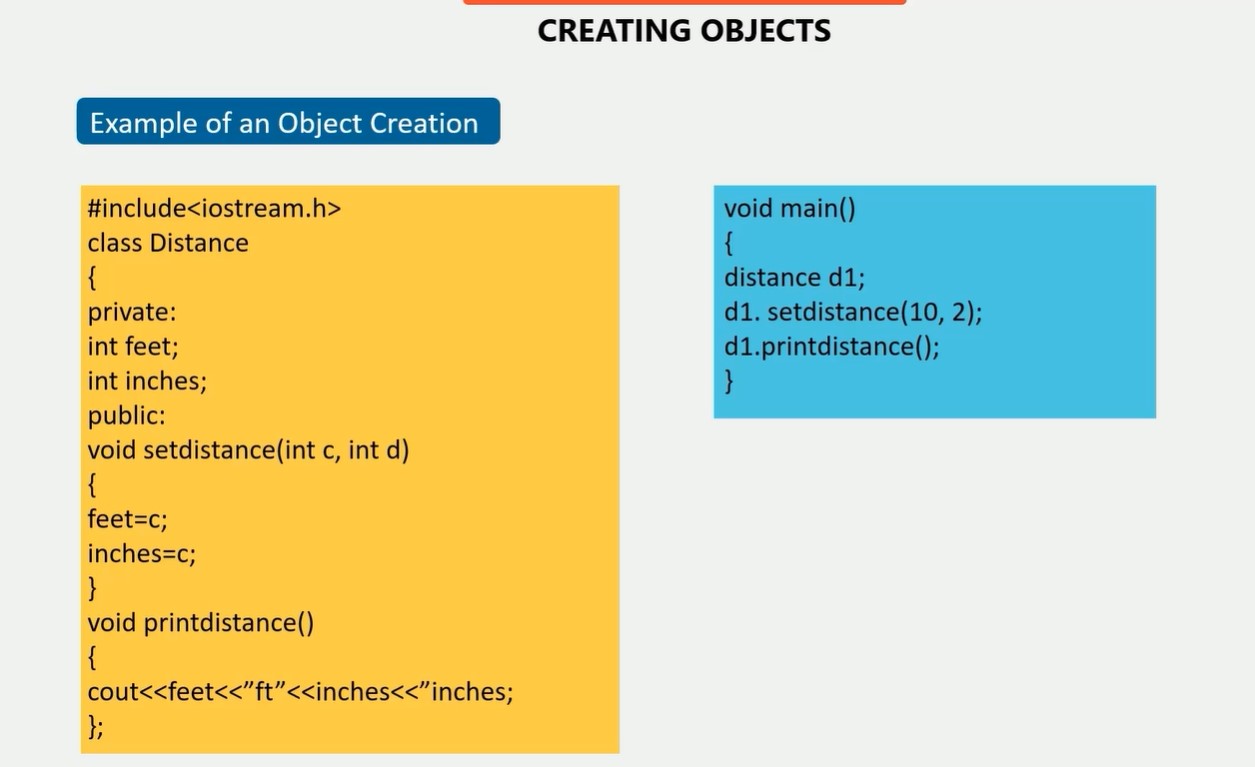 CREATING OBJECTS
Example of an Object Creation
#include<iostream.h>
class Distance
{
private:
int feet;
int inches;
public:
void setdistance(int c, int d)
{
feet=c;
inches=c;
}
void printdistance()
{
cout<<feet<<”ft”<<inches<<”inches;
};
void main()
{
distance d1;
d1. setdistance(10, 2);
d1.printdistance();
}